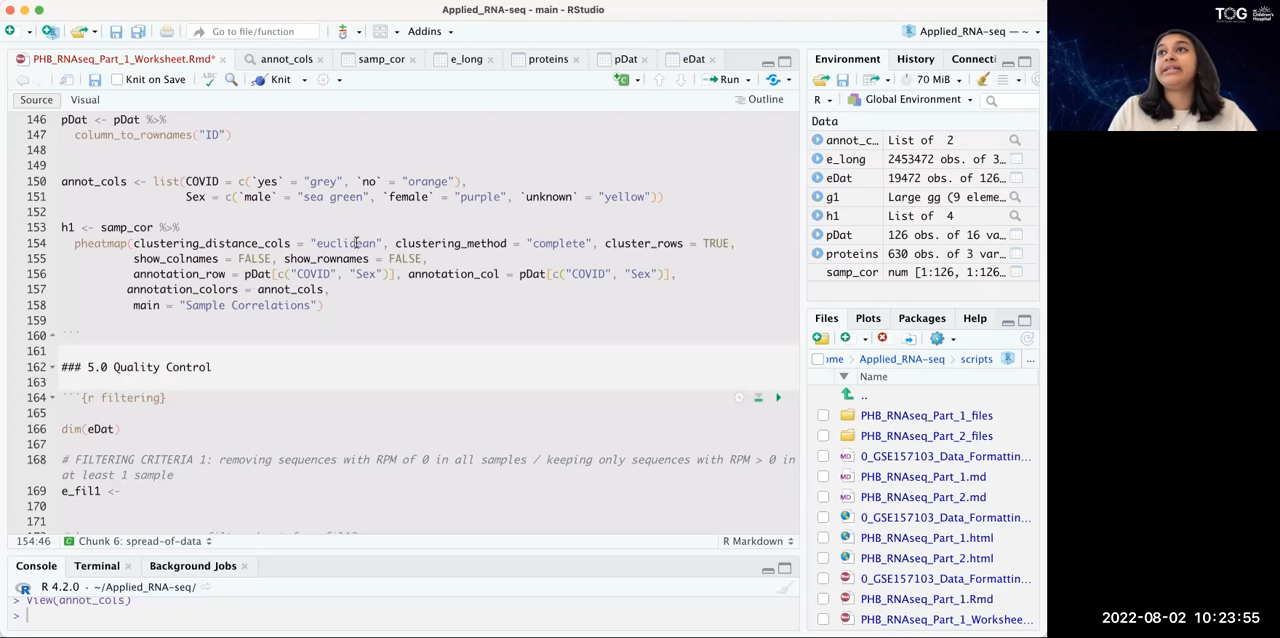 Applied_RNA-seq - main - RStudio
Go to file/function
Addins
Applied_RNA-seq —
PHB_RNAseq_Part_1_Worksheet.Rmd*
annot_cols
samp_cor
e_long
proteins
pDat
eDat
Knit on Save
Knit
Run
Source
Visual
Outline
146 pDat <- pDat %>%
147 column_to_rownames("ID")
148
149
150 annot_cols <- list(COVID = c(`yes` = "grey", `no` = "orange"),
151 Sex = c(`male` = "sea green", `female` = "purple", `unknown` = "yellow"))
152
153 h1 <- samp_cor %>%
154 pheatmap(clustering_distance_cols = "euclidean", clustering_method = "complete", cluster_rows = TRUE,
155 show_colnames = FALSE, show_rownames = FALSE,
156 annotation_row = pDat[c("COVID", "Sex")], annotation_col = pDat[c("COVID", "Sex")],
157 annotation_colors = annot_cols,
158 main = "Sample Correlations")
159
160 ```
161
162 ### 5.0 Quality Control
163
164 ```{r filtering}
165
166 dim(eDat)
167
168 # FILTERING CRITERIA 1: removing sequences with RPM of 0 in all samples / keeping only sequences with RPM > 0 in
at least 1 sample
169 e_fil1 <-
170
171
154:46
Chunk 6: spread-of-data
R Markdown
Console
Terminal
Background Jobs
R 4.2.0 · ~/Applied_RNA-seq/
> View(annot_cols)
>
Environment
History
Connecti
70 MiB
R
Global Environment
Data
annot_c… List of 2
e_long 2453472 obs. of 3…
eDat 19472 obs. of 126…
g1 Large gg (9 eleme…
h1 List of 4
pDat 126 obs. of 16 va…
proteins 630 obs. of 3 var…
samp_cor num [1:126, 1:126…
Files
Plots
Packages
Help
ome
Applied_RNA-seq
scripts
...
Name
..
PHB_RNAseq_Part_1_files
PHB_RNAseq_Part_2_files
0_GSE157103_Data_Formattin…
PHB_RNAseq_Part_1.md
PHB_RNAseq_Part_2.md
0_GSE157103_Data_Formattin…
PHB_RNAseq_Part_1.html
PHB_RNAseq_Part_2.html
0_GSE157103_Data_Formattin…
PHB_RNAseq_Part_1.Rmd
PHB_RNAseq_Part_1_Workshee…
TOG
2022-08-02 10:23:55